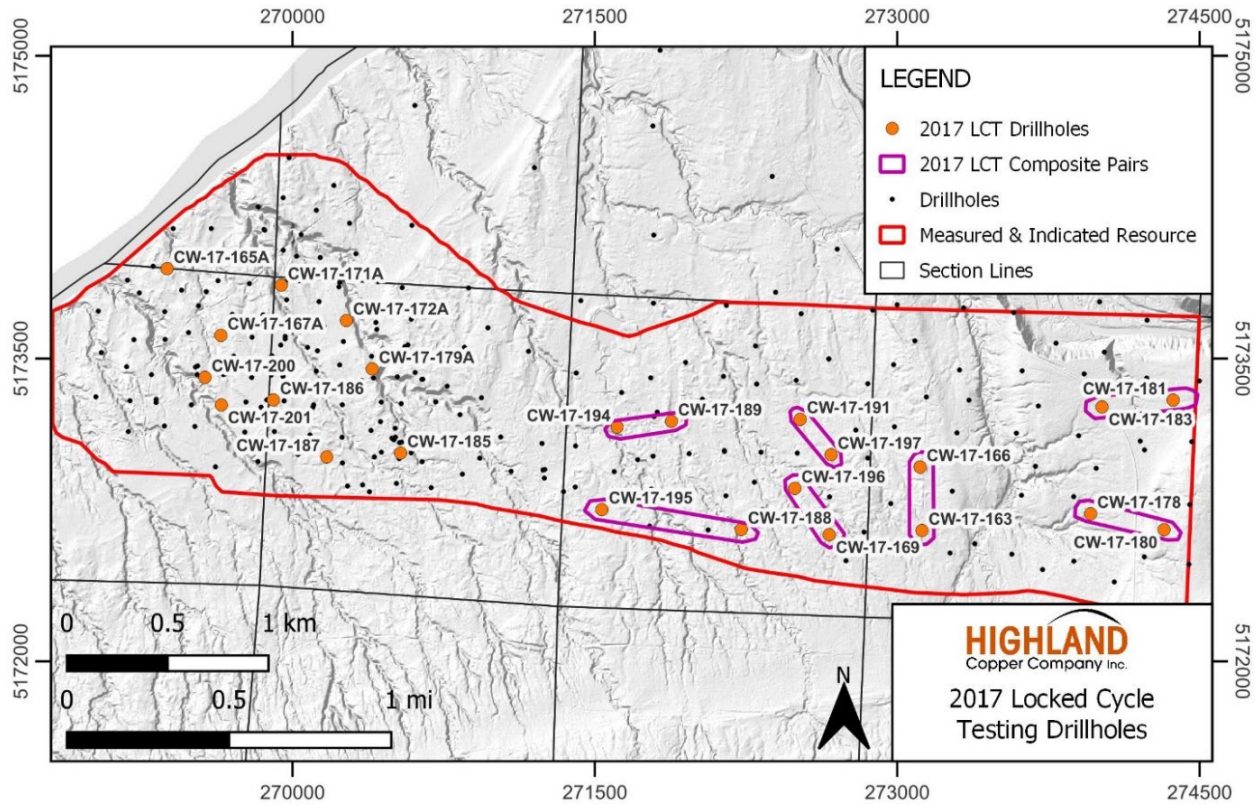 270000 271500 273000 274500
5175000
5175000
LEGEND
2017 LCT Drillholes
2017 LCT Composite Pairs
Drillholes
Measured & Indicated Resource
Section Lines
CW-17-165A
CW-17-171A
CW-17-172A
CW-17-167A
5173500
5173500
CW-17-179A
CW-17-200
CW-17-186
CW-17-181
CW-17-201
CW-17-194
CW-17-189
CW-17-191
CW-17-183
CW-17-187
CW-17-185
CW-17-197
CW-17-166
CW-17-196
CW-17-195
CW-17-178
CW-17-188
CW-17-163
CW-17-169
CW-17-180
0 0.5 1 km
0 0.5 1 mi
N
HIGHLAND
Copper Company Inc.
2017 Locked Cycle
Testing Drillholes
5172000
5172000
270000 271500 273000 274500